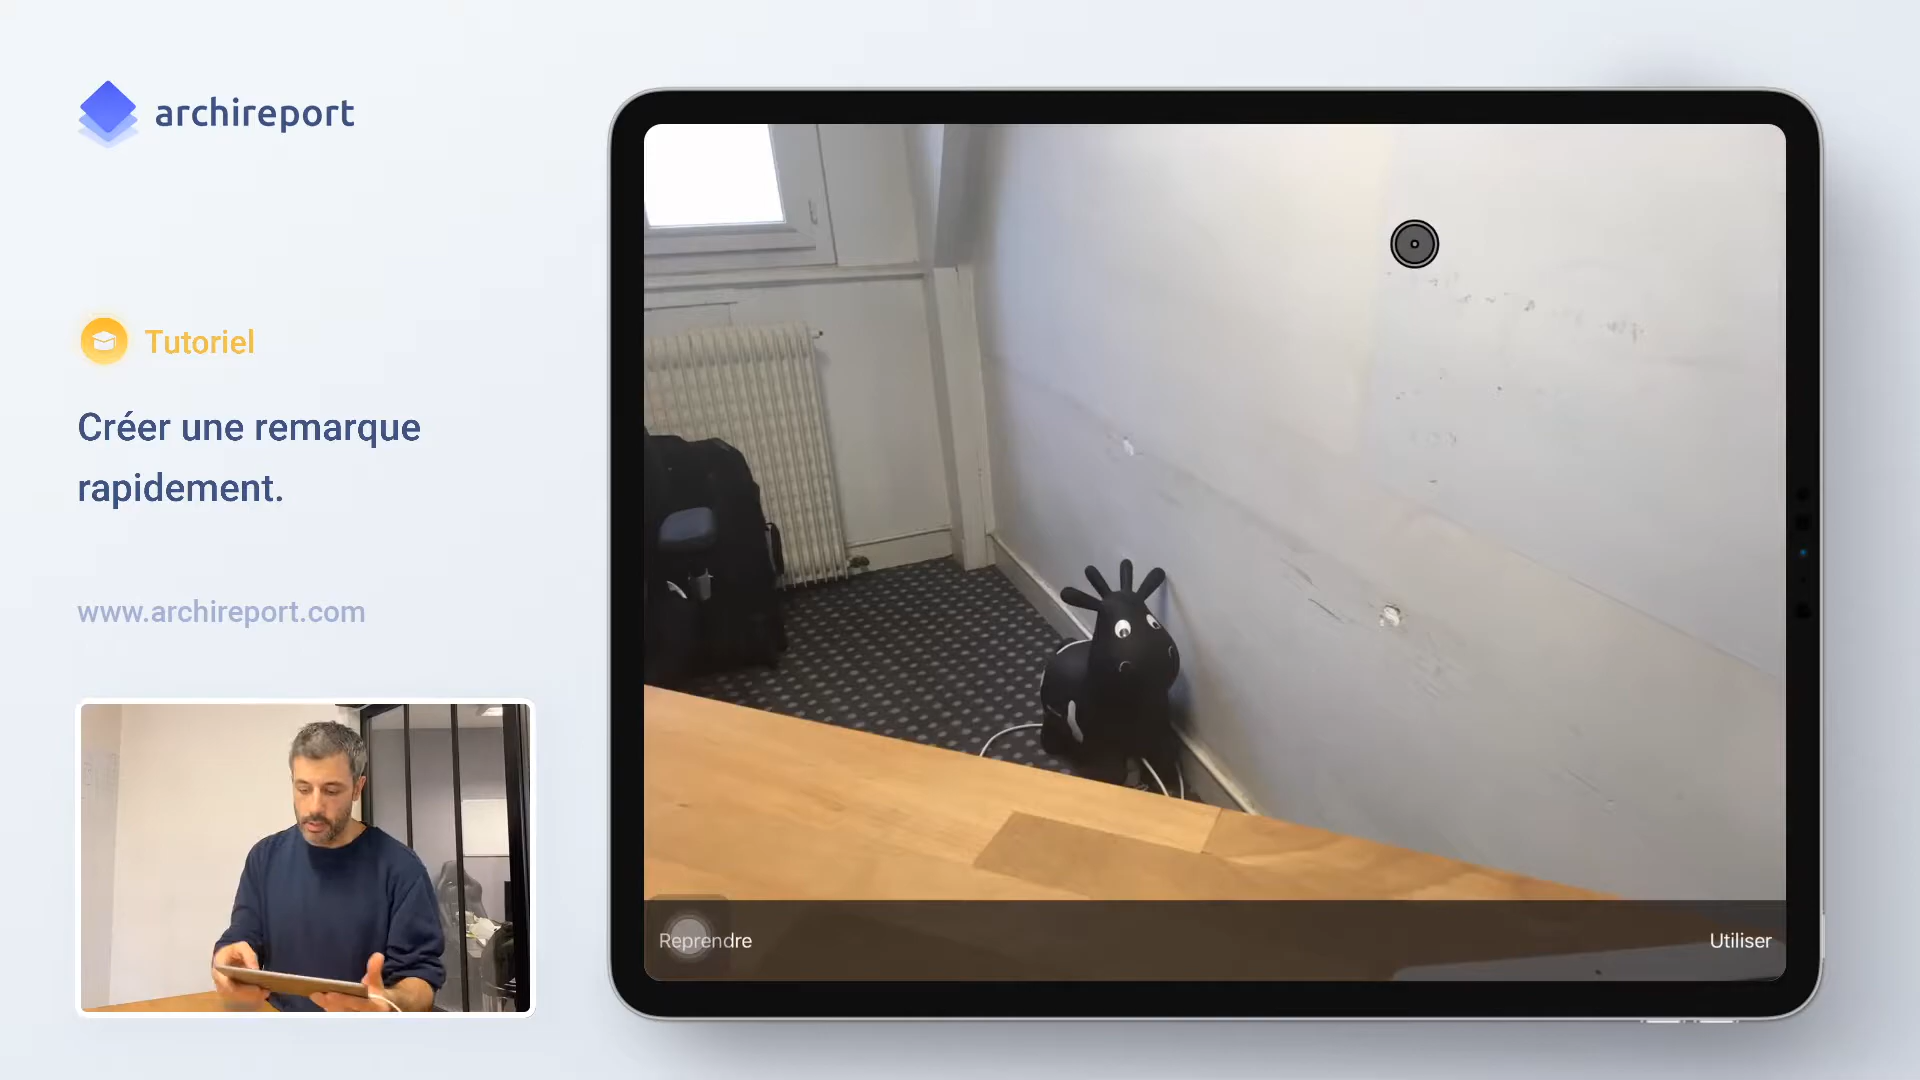 archireport
Tutoriel
Créer une remarque
rapidement.
www.archireport.com
Reprendre
Utiliser